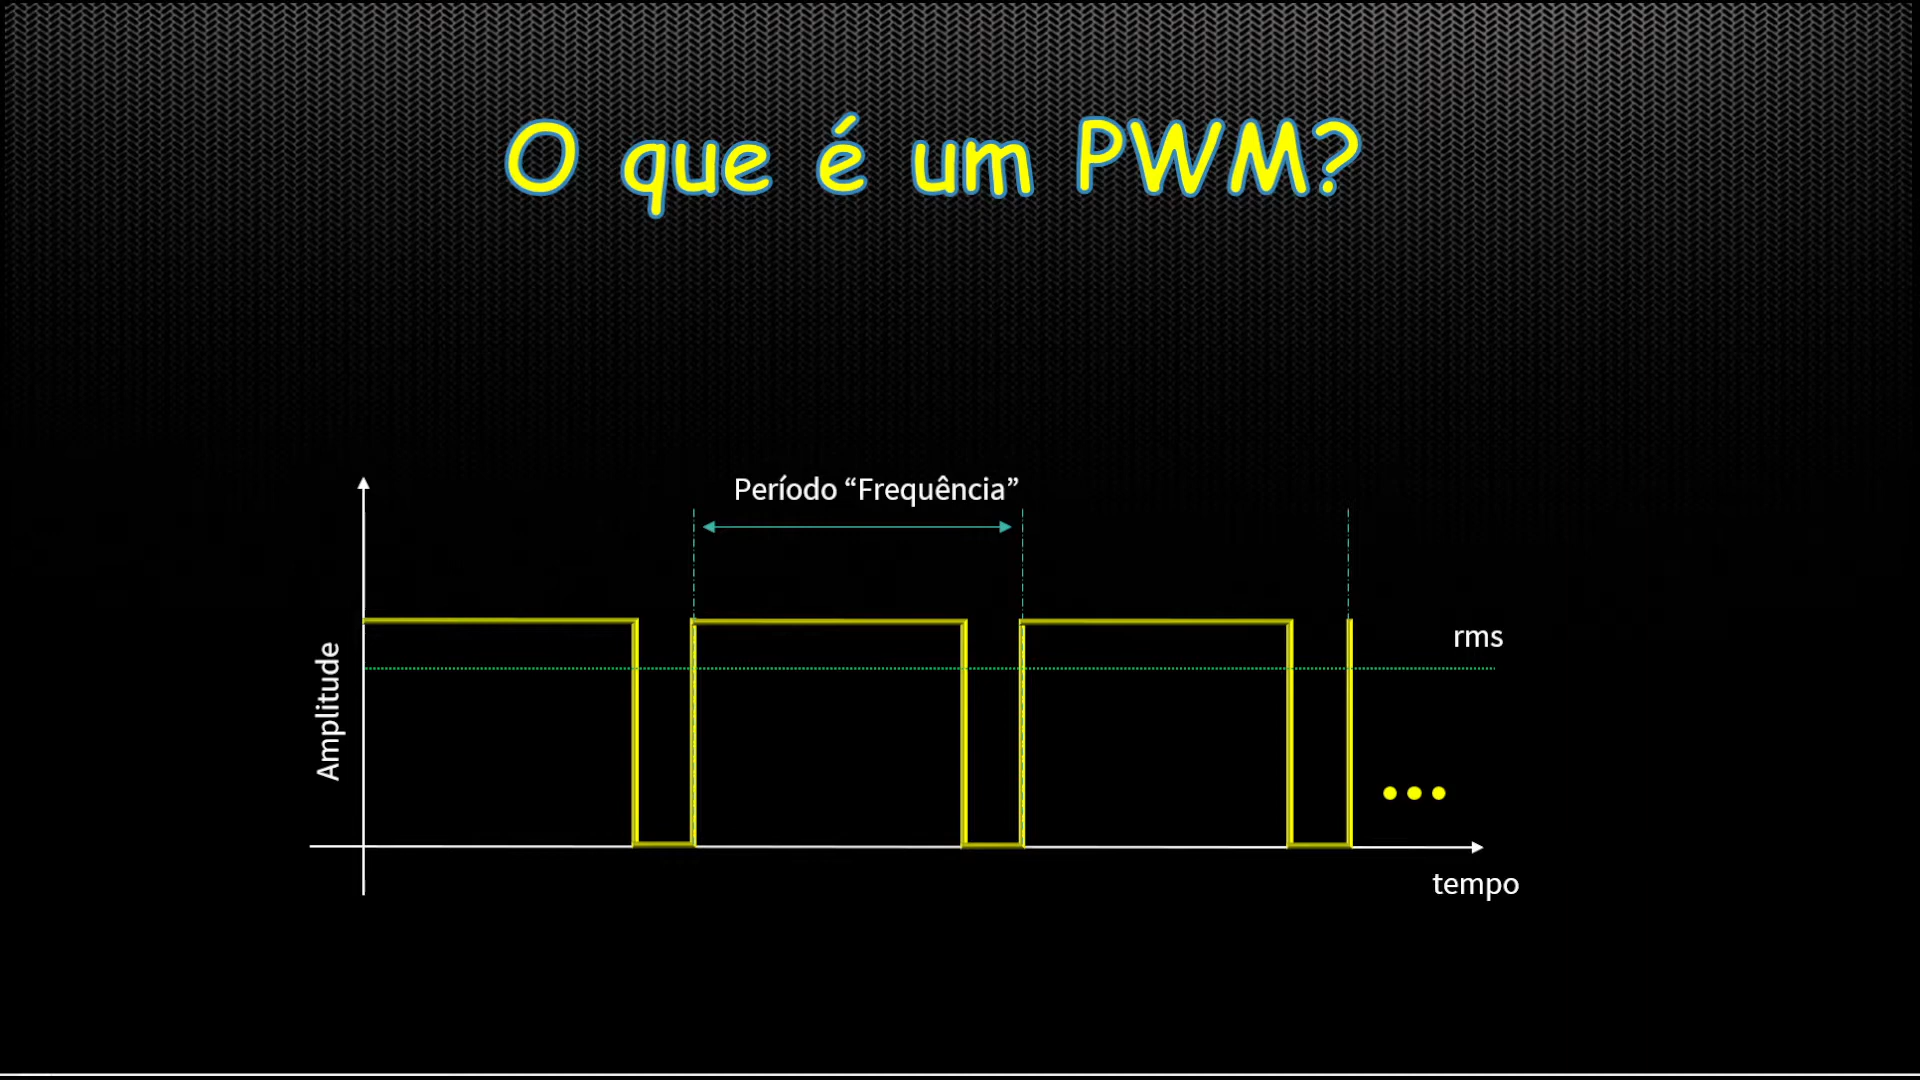 O que é um PWM?
Período “Frequência”
rms
Amplitude
tempo